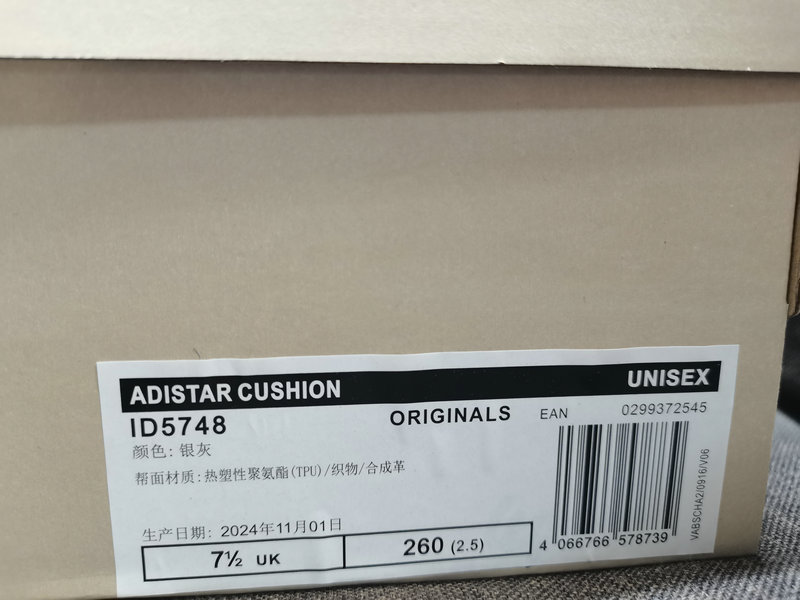 ADISTAR CUSHION UNISEX
ID5748 ORIGINALS EAN 0299372545
颜色: 银灰
帮面材质:热塑性聚氨酯(TPU)/织物/合成革
生产日期: 2024年11月01日
7½ UK 260 (2.5)
4 066766 578739
VABSCHA2/0916/V06